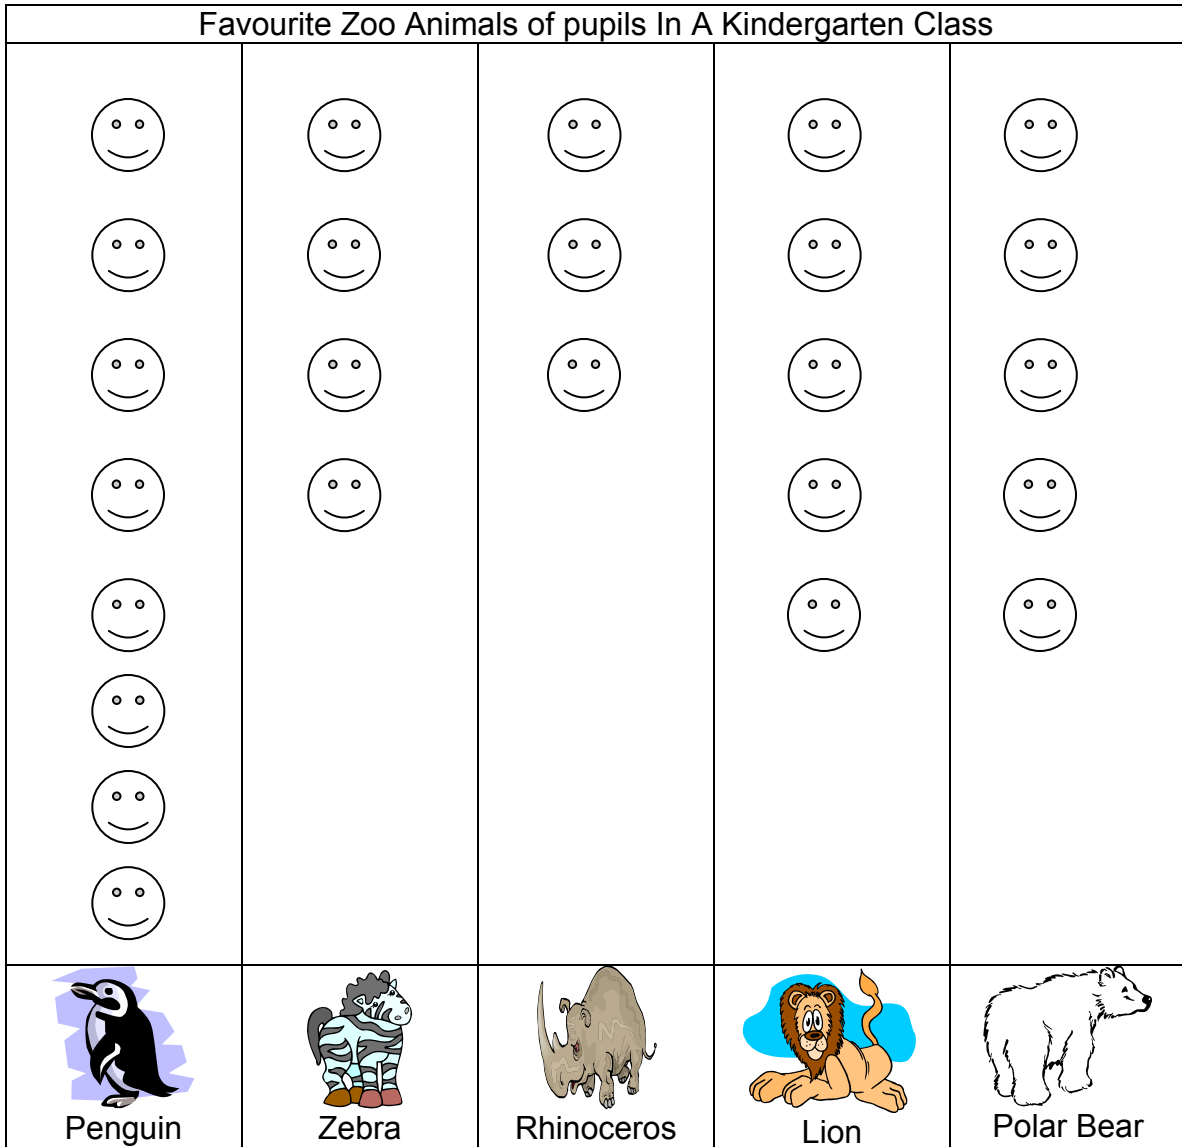 Favourite Zoo Animals of pupils In A Kindergarten Class
Penguin
Zebra
Rhinoceros
Lion
Polar Bear